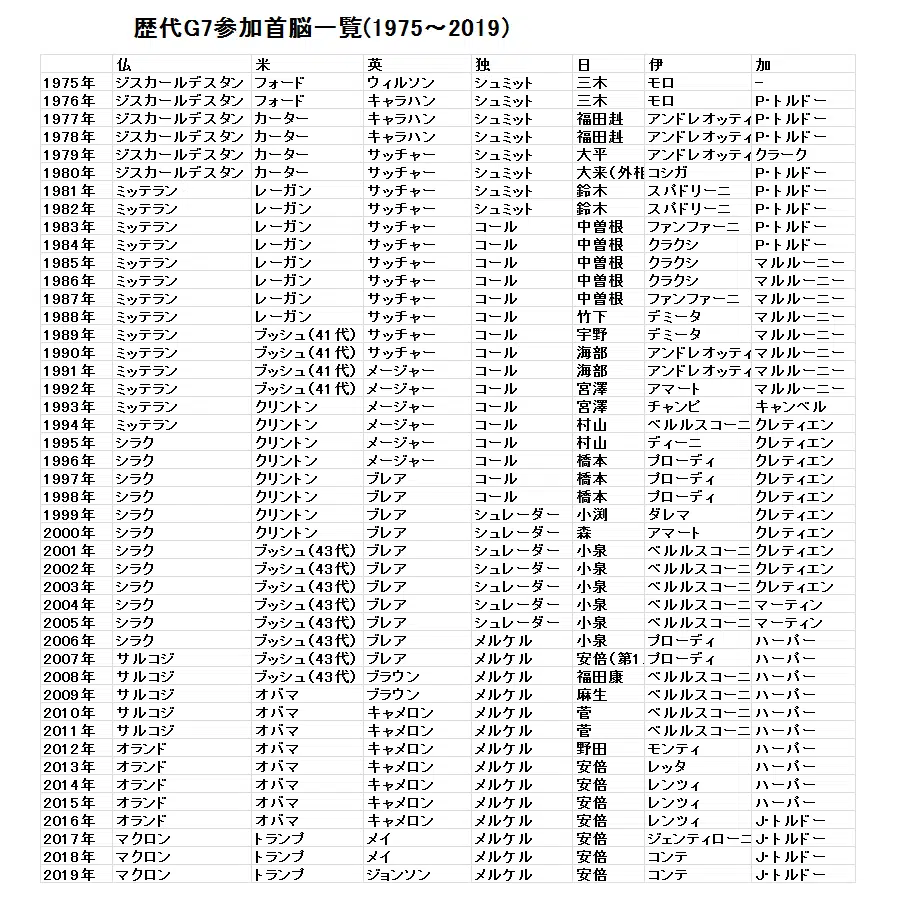 歴代G7参加首脳一覧(1975～2019)
仏 米 英 独 日 伊 加
1975年 ジスカールデスタン フォード ウィルソン シュミット 三木 モロ －
1976年 ジスカールデスタン フォード キャラハン シュミット 三木 モロ P・トルドー
1977年 ジスカールデスタン カーター キャラハン シュミット 福田赳 アンドレオッティ P・トルドー
1978年 ジスカールデスタン カーター キャラハン シュミット 福田赳 アンドレオッティ P・トルドー
1979年 ジスカールデスタン カーター サッチャー シュミット 大平 アンドレオッティ クラーク
1980年 ジスカールデスタン カーター サッチャー シュミット 大来(外相 コシガ P・トルドー
1981年 ミッテラン レーガン サッチャー シュミット 鈴木 スパドリーニ P・トルドー
1982年 ミッテラン レーガン サッチャー シュミット 鈴木 スパドリーニ P・トルドー
1983年 ミッテラン レーガン サッチャー コール 中曽根 ファンファーニ P・トルドー
1984年 ミッテラン レーガン サッチャー コール 中曽根 クラクシ P・トルドー
1985年 ミッテラン レーガン サッチャー コール 中曽根 クラクシ マルルーニー
1986年 ミッテラン レーガン サッチャー コール 中曽根 クラクシ マルルーニー
1987年 ミッテラン レーガン サッチャー コール 中曽根 ファンファーニ マルルーニー
1988年 ミッテラン レーガン サッチャー コール 竹下 デミータ マルルーニー
1989年 ミッテラン ブッシュ(41代) サッチャー コール 宇野 デミータ マルルーニー
1990年 ミッテラン ブッシュ(41代) サッチャー コール 海部 アンドレオッティ マルルーニー
1991年 ミッテラン ブッシュ(41代) メージャー コール 海部 アンドレオッティ マルルーニー
1992年 ミッテラン ブッシュ(41代) メージャー コール 宮澤 アマート マルルーニー
1993年 ミッテラン クリントン メージャー コール 宮澤 チャンピ キャンベル
1994年 ミッテラン クリントン メージャー コール 村山 ベルルスコーニ クレティエン
1995年 シラク クリントン メージャー コール 村山 ディーニ クレティエン
1996年 シラク クリントン メージャー コール 橋本 プローディ クレティエン
1997年 シラク クリントン ブレア コール 橋本 プローディ クレティエン
1998年 シラク クリントン ブレア コール 橋本 プローディ クレティエン
1999年 シラク クリントン ブレア シュレーダー 小渕 ダレマ クレティエン
2000年 シラク クリントン ブレア シュレーダー 森 アマート クレティエン
2001年 シラク ブッシュ(43代) ブレア シュレーダー 小泉 ベルルスコーニ クレティエン
2002年 シラク ブッシュ(43代) ブレア シュレーダー 小泉 ベルルスコーニ クレティエン
2003年 シラク ブッシュ(43代) ブレア シュレーダー 小泉 ベルルスコーニ クレティエン
2004年 シラク ブッシュ(43代) ブレア シュレーダー 小泉 ベルルスコーニ マーティン
2005年 シラク ブッシュ(43代) ブレア シュレーダー 小泉 ベルルスコーニ マーティン
2006年 シラク ブッシュ(43代) ブレア メルケル 小泉 プローディ ハーパー
2007年 サルコジ ブッシュ(43代) ブレア メルケル 安倍(第1 プローディ ハーパー
2008年 サルコジ ブッシュ(43代) ブラウン メルケル 福田康 ベルルスコーニ ハーパー
2009年 サルコジ オバマ ブラウン メルケル 麻生 ベルルスコーニ ハーパー
2010年 サルコジ オバマ キャメロン メルケル 菅 ベルルスコーニ ハーパー
2011年 サルコジ オバマ キャメロン メルケル 菅 ベルルスコーニ ハーパー
2012年 オランド オバマ キャメロン メルケル 野田 モンティ ハーパー
2013年 オランド オバマ キャメロン メルケル 安倍 レッタ ハーパー
2014年 オランド オバマ キャメロン メルケル 安倍 レンツィ ハーパー
2015年 オランド オバマ キャメロン メルケル 安倍 レンツィ ハーパー
2016年 オランド オバマ キャメロン メルケル 安倍 レンツィ J・トルドー
2017年 マクロン トランプ メイ メルケル 安倍 ジェンティローニ J・トルドー
2018年 マクロン トランプ メイ メルケル 安倍 コンテ J・トルドー
2019年 マクロン トランプ ジョンソン メルケル 安倍 コンテ J・トルドー